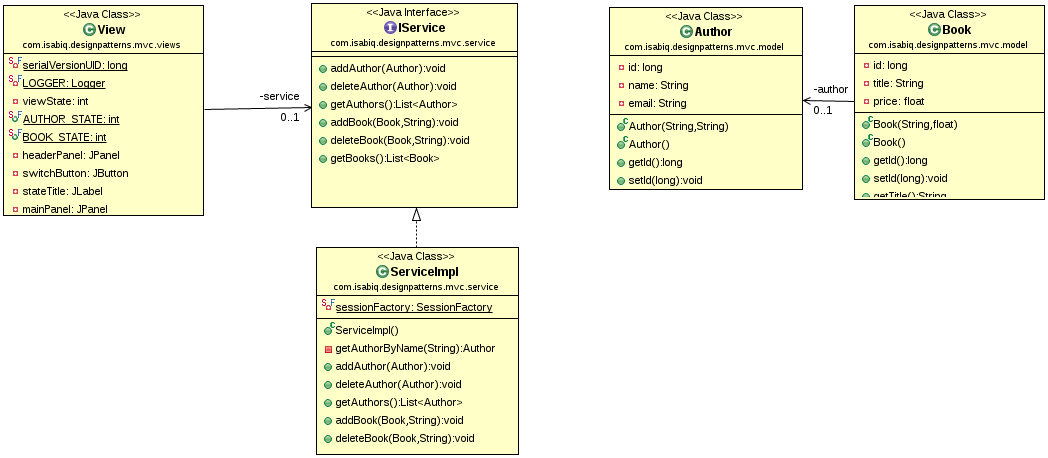 <<Java Class>>
View
com.isabiq.designpatterns.mvc.views
serialVersionUID: long
LOGGER: Logger
viewState: int
AUTHOR_STATE: int
BOOK_STATE: int
headerPanel: JPanel
switchButton: JButton
stateTitle: JLabel
mainPanel: JPanel
-service
0..1
<<Java Interface>>
IService
com.isabiq.designpatterns.mvc.service
addAuthor(Author):void
deleteAuthor(Author):void
getAuthors():List<Author>
addBook(Book,String):void
deleteBook(Book,String):void
getBooks():List<Book>
<<Java Class>>
ServiceImpl
com.isabiq.designpatterns.mvc.service
sessionFactory: SessionFactory
ServiceImpl()
getAuthorByName(String):Author
addAuthor(Author):void
deleteAuthor(Author):void
getAuthors():List<Author>
addBook(Book,String):void
deleteBook(Book,String):void
<<Java Class>>
Author
com.isabiq.designpatterns.mvc.model
id: long
name: String
email: String
Author(String,String)
Author()
getId():long
setId(long):void
-author
0..1
<<Java Class>>
Book
com.isabiq.designpatterns.mvc.model
id: long
title: String
price: float
Book(String,float)
Book()
getId():long
setId(long):void
getTitle():String